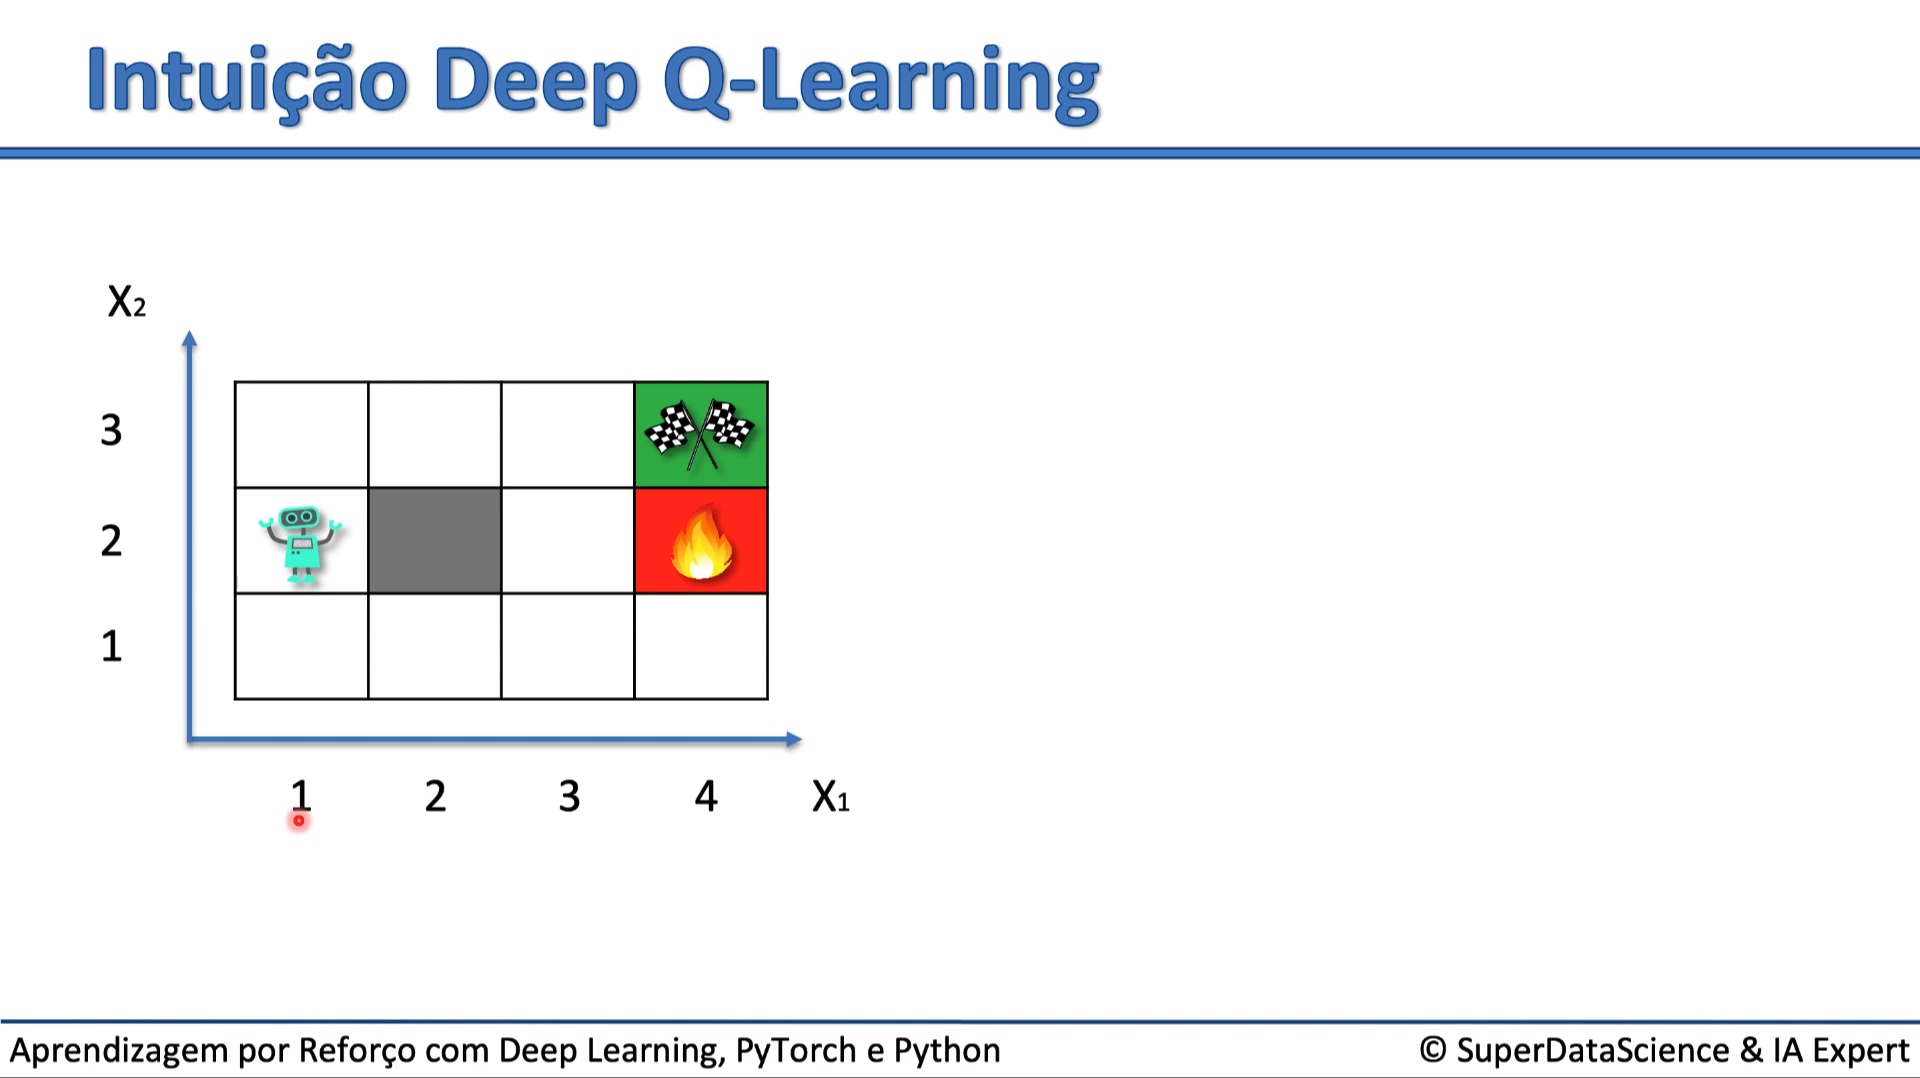 Intuição Deep Q-Learning
X2
3
2
1
1 2 3 4 X1
Aprendizagem por Reforço com Deep Learning, PyTorch e Python
© SuperDataScience & IA Expert